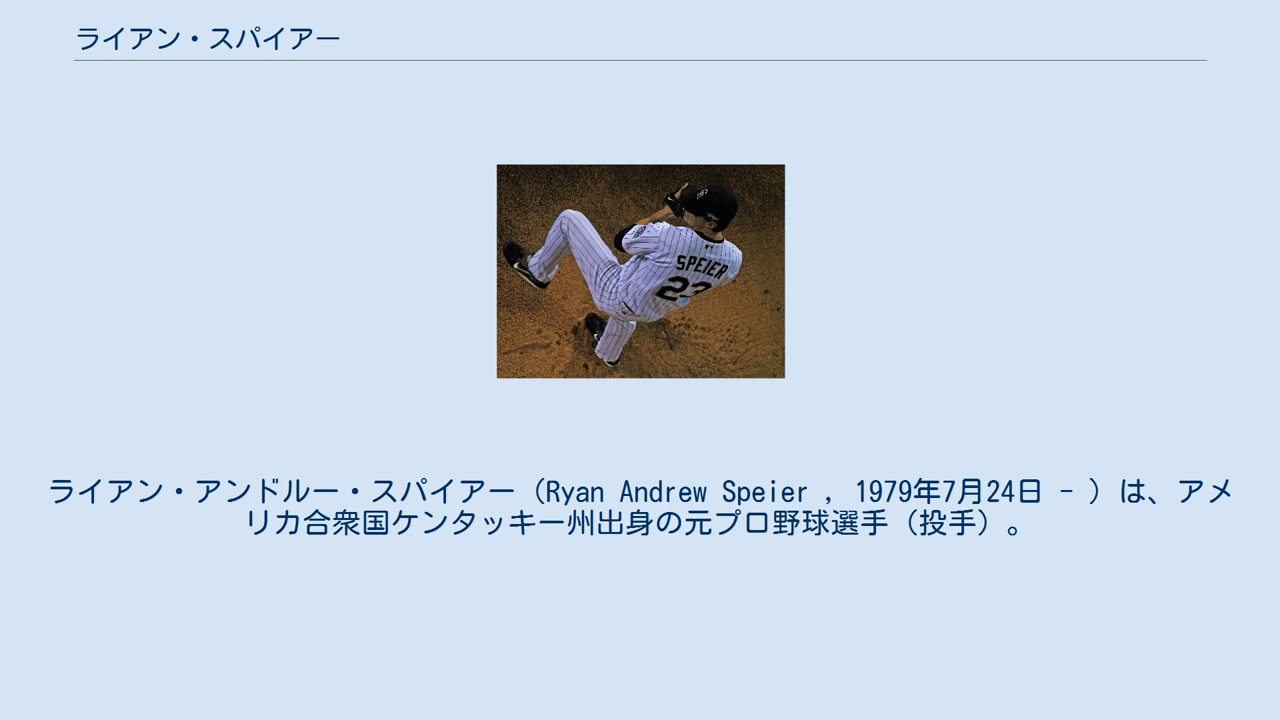 ライアン・スパイアー
SPEIER
23
ライアン・アンドルー・スパイアー（Ryan Andrew Speier , 1979年7月24日 - ）は、アメ
リカ合衆国ケンタッキー州出身の元プロ野球選手（投手）。